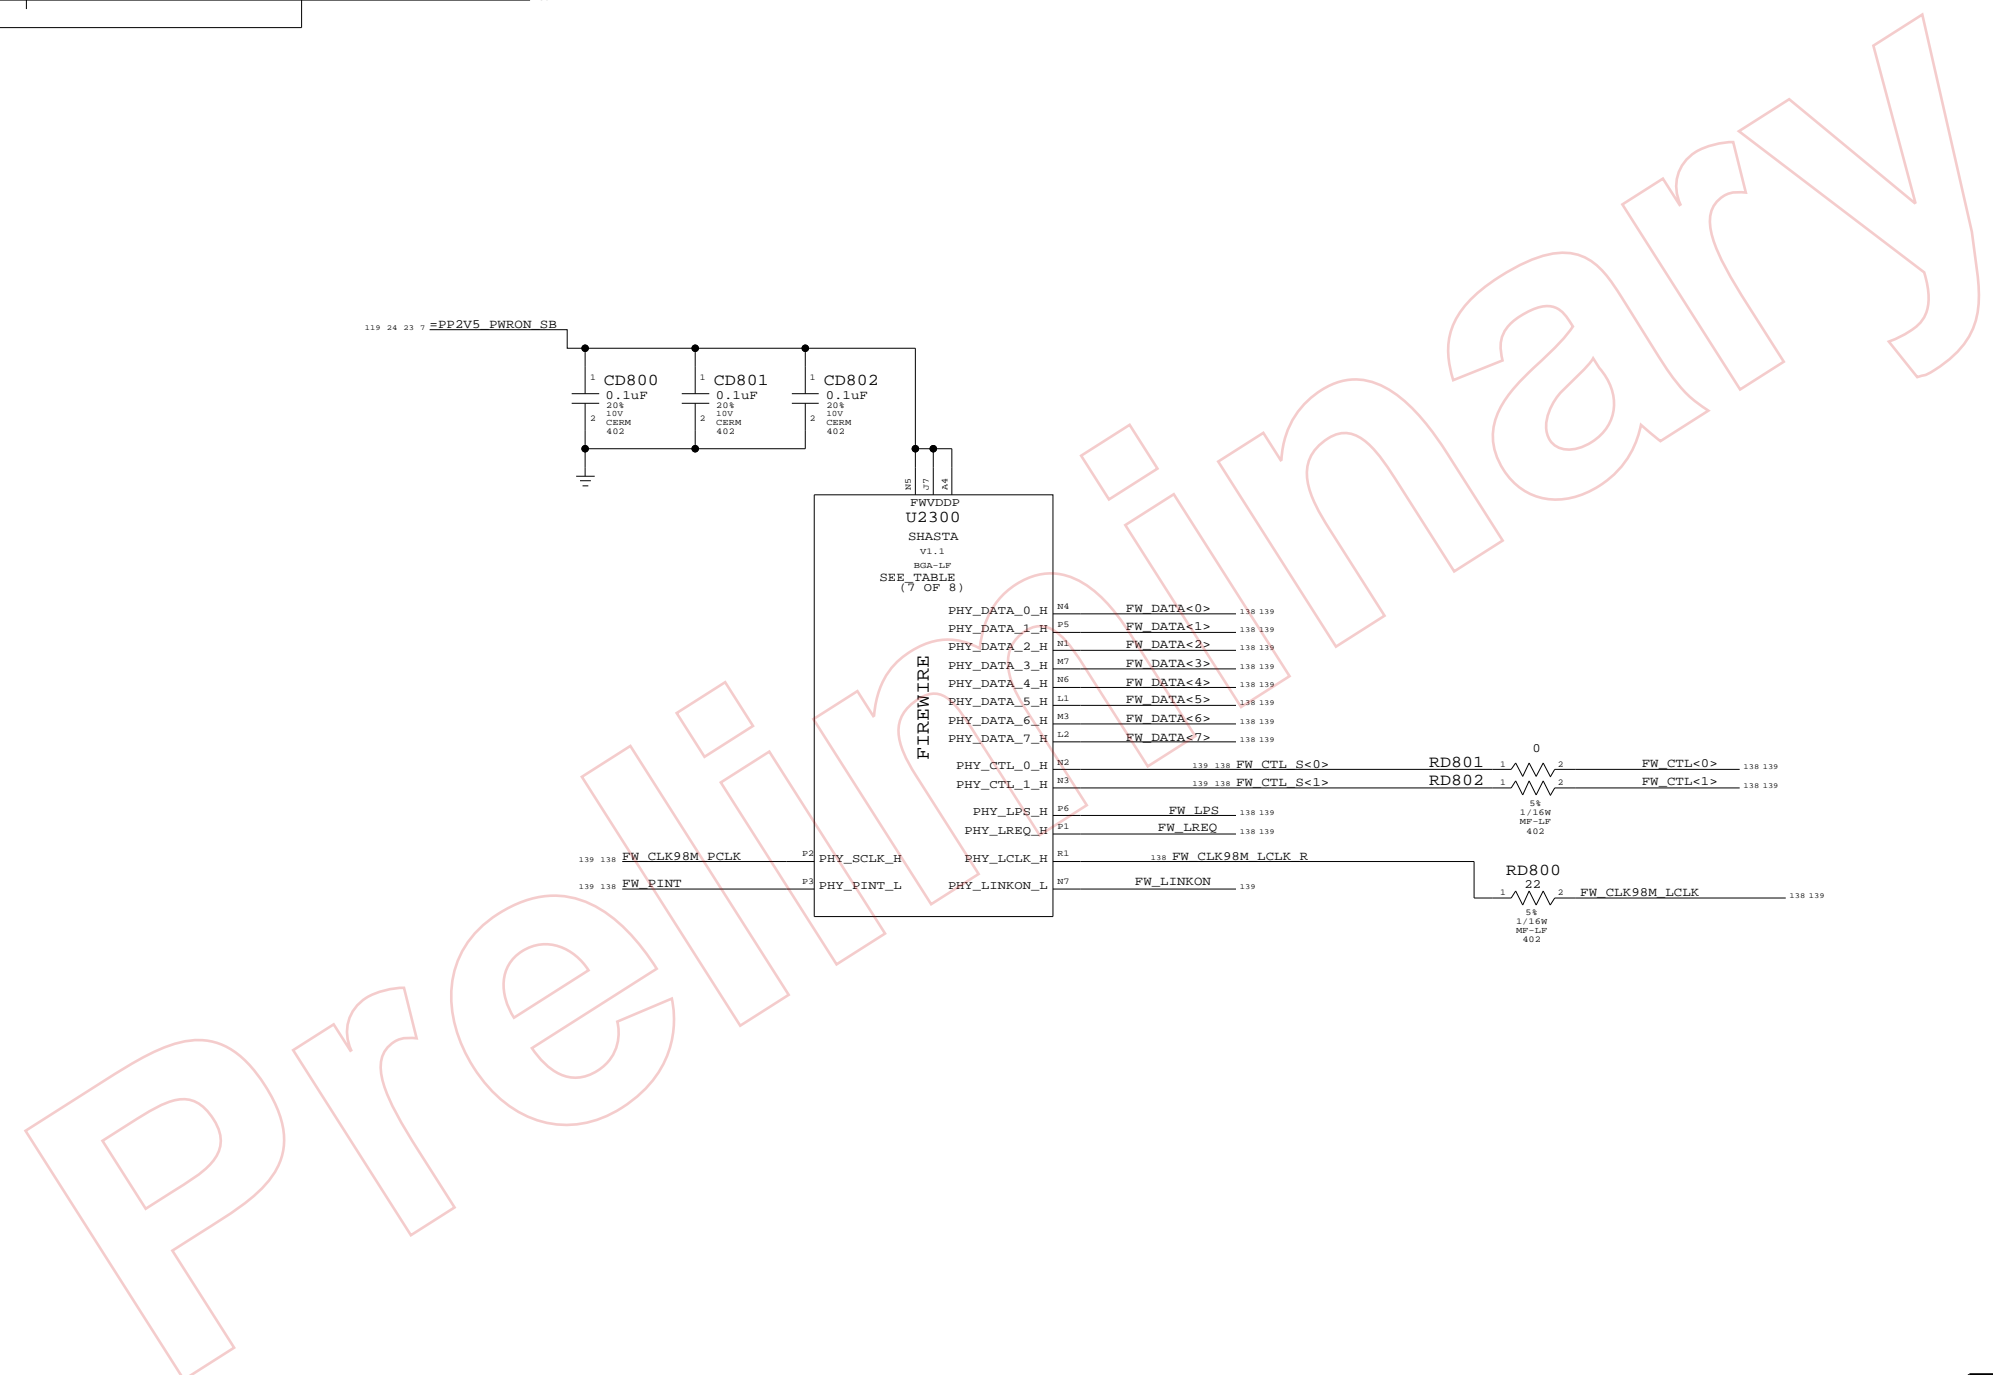 119 24 23 7 =PP2V5_PWRON_SB
1 CD800
0.1uF
20%
10V
2 CERM
402
1 CD801
0.1uF
20%
10V
2 CERM
402
1 CD802
0.1uF
20%
10V
2 CERM
402
N5 J7 A4
FWVDDP
U2300
SHASTA
V1.1
BGA-LF
SEE_TABLE
(7 OF 8)
FIREWIRE
PHY_DATA_0_H N4 FW_DATA<0> 138 139
PHY_DATA_1_H P5 FW_DATA<1> 138 139
PHY_DATA_2_H N1 FW_DATA<2> 138 139
PHY_DATA_3_H M7 FW_DATA<3> 138 139
PHY_DATA_4_H N6 FW_DATA<4> 138 139
PHY_DATA_5_H L1 FW_DATA<5> 138 139
PHY_DATA_6_H M3 FW_DATA<6> 138 139
PHY_DATA_7_H L2 FW_DATA<7> 138 139
0
PHY_CTL_0_H N2 139 138 FW_CTL_S<0> RD801 1 2 FW_CTL<0> 138 139
PHY_CTL_1_H N3 139 138 FW_CTL_S<1> RD802 1 2 FW_CTL<1> 138 139
5%
1/16W
MF-LF
402
PHY_LPS_H P6 FW_LPS 138 139
PHY_LREQ_H P1 FW_LREQ 138 139
139 138 FW_CLK98M_PCLK P2 PHY_SCLK_H PHY_LCLK_H R1 138 FW_CLK98M_LCLK_R
139 138 FW_PINT P3 PHY_PINT_L PHY_LINKON_L N7 FW_LINKON 139
RD800
22
1 2 FW_CLK98M_LCLK 138 139
5%
1/16W
MF-LF
402
Preliminary